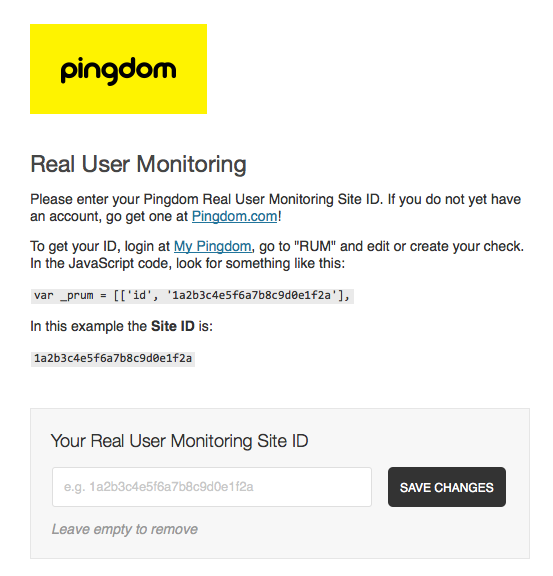 pingdom
Real User Monitoring
Please enter your Pingdom Real User Monitoring Site ID. If you do not yet have
an account, go get one at Pingdom.com!
To get your ID, login at My Pingdom, go to "RUM" and edit or create your check.
In the JavaScript code, look for something like this:
var _prum = [['id', '1a2b3c4e5f6a7b8c9d0e1f2a'],
In this example the Site ID is:
1a2b3c4e5f6a7b8c9d0e1f2a
Your Real User Monitoring Site ID
e.g. 1a2b3c4e5f6a7b8c9d0e1f2a
SAVE CHANGES
Leave empty to remove